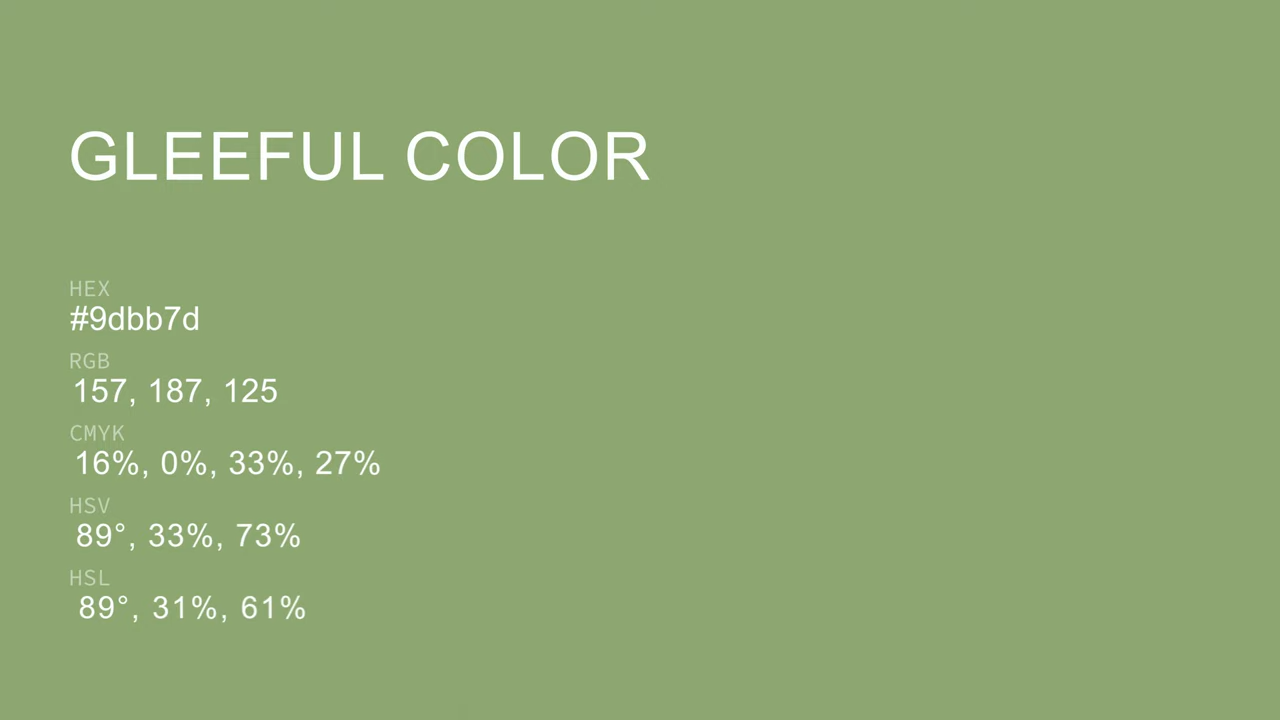 GLEEFUL COLOR
HEX
#9dbb7d
RGB
157, 187, 125
CMYK
16%, 0%, 33%, 27%
HSV
89°, 33%, 73%
HSL
89°, 31%, 61%